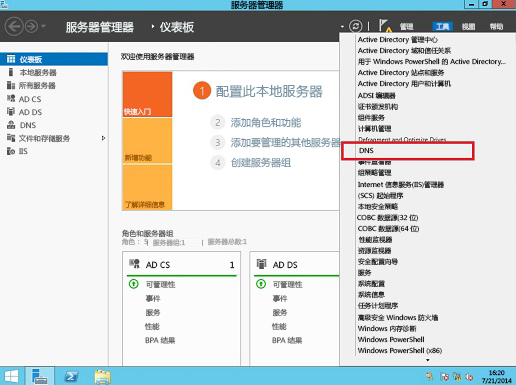 服务器管理器
服务器管理器 · 仪表板
管理 工具 视图 帮助
仪表板
本地服务器
所有服务器
AD CS
AD DS
DNS
文件和存储服务
IIS
欢迎使用服务器管理器
快速入门
新增功能
了解详细信息
1 配置此本地服务器
2 添加角色和功能
3 添加要管理的其他服务器
4 创建服务器组
角色和服务器组
角色：5 | 服务器组:1 | 服务器总数:1
AD CS 1
可管理性
事件
服务
性能
BPA 结果
AD DS
可管理性
事件
服务
性能
BPA 结果
Active Directory 管理中心
Active Directory 域和信任关系
用于 Windows PowerShell 的 Active Directory...
Active Directory 站点和服务
Active Directory 用户和计算机
ADSI 编辑器
证书颁发机构
组件服务
计算机管理
Defragment and Optimize Drives
DNS
事件查看器
组策略管理
Internet 信息服务(IIS)管理器
(SCS) 起始程序
本地安全策略
COBC 数据源(32 位)
COBC 数据源(64 位)
性能监视器
资源监视器
安全配置向导
服务
系统配置
系统信息
任务计划程序
高级安全 Windows 防火墙
Windows 内存诊断
Windows PowerShell
Windows PowerShell (x86)
16:20
7/21/2014